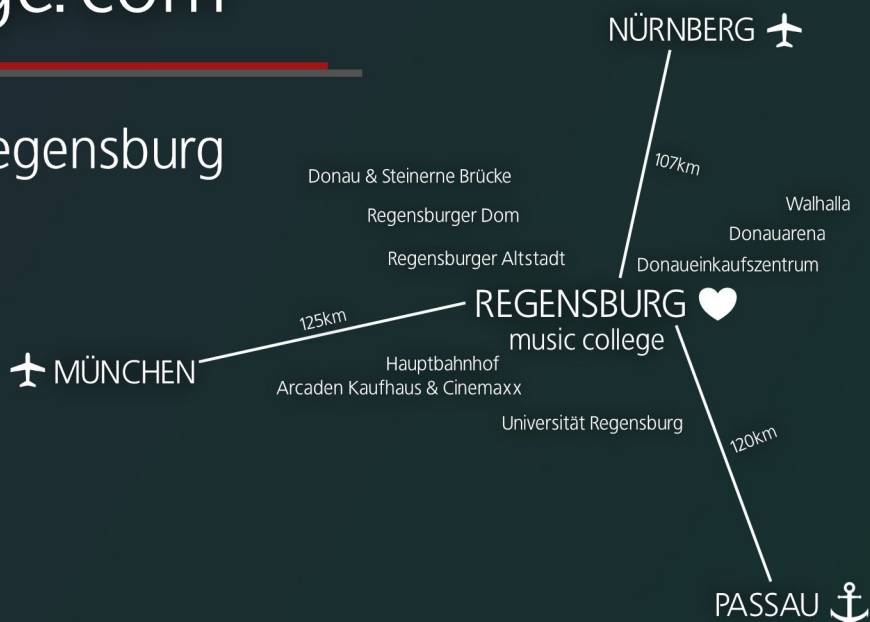 ge.com
egensburg
NÜRNBERG
107km
Donau & Steinerne Brücke
Walhalla
Regensburger Dom
Donauarena
Regensburger Altstadt
Donaueinkaufszentrum
REGENSBURG
music college
125km
MÜNCHEN
Hauptbahnhof
Arcaden Kaufhaus & Cinemaxx
Universität Regensburg
120km
PASSAU